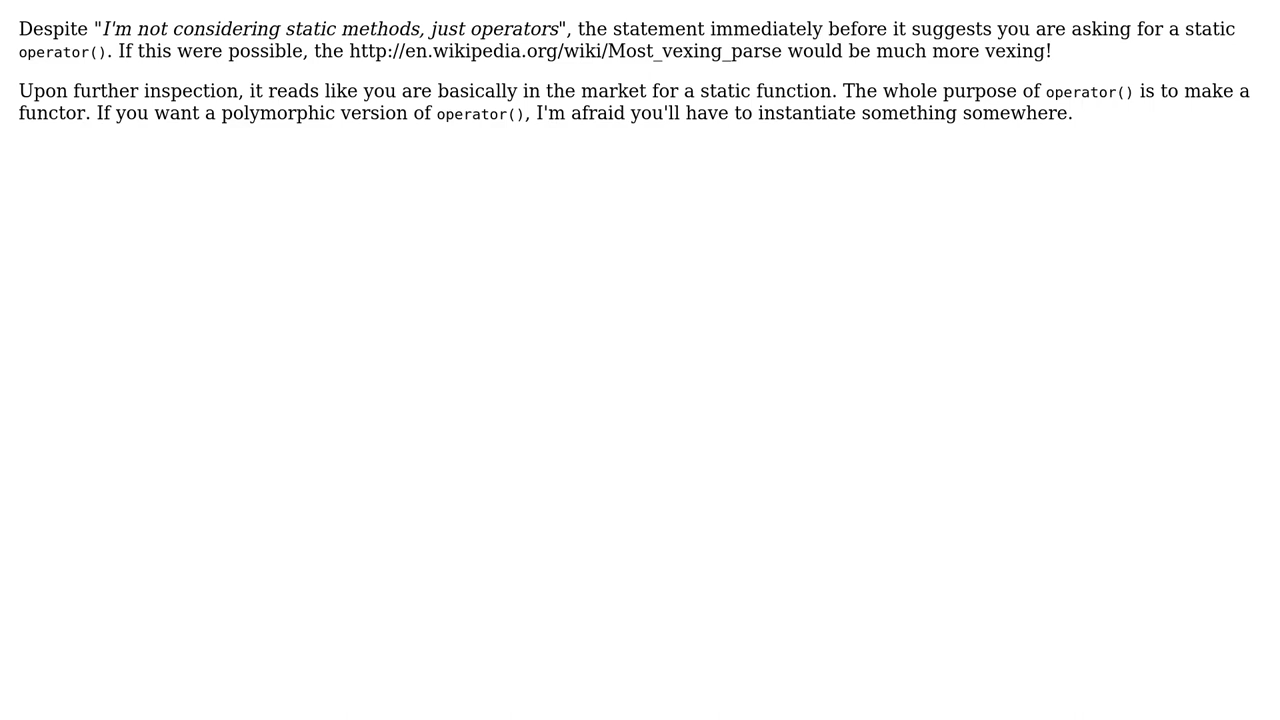 Despite "I'm not considering static methods, just operators", the statement immediately before it suggests you are asking for a static
operator(). If this were possible, the http://en.wikipedia.org/wiki/Most_vexing_parse would be much more vexing!
Upon further inspection, it reads like you are basically in the market for a static function. The whole purpose of operator() is to make a
functor. If you want a polymorphic version of operator(), I'm afraid you'll have to instantiate something somewhere.